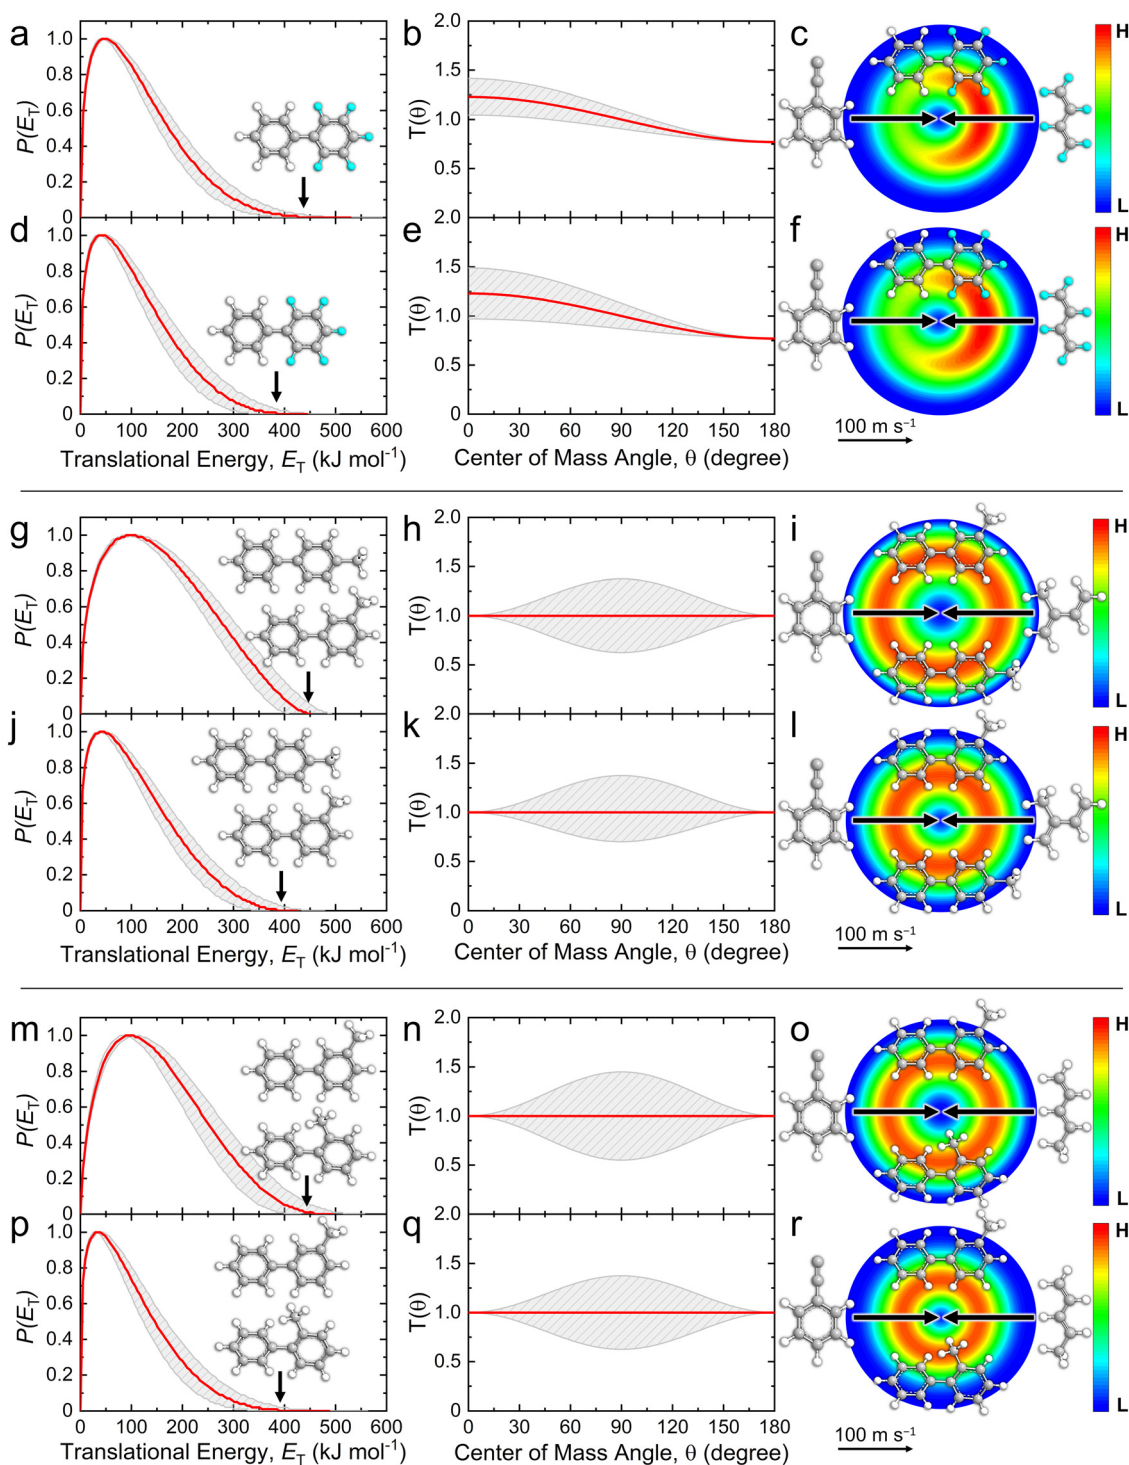 a b c
P(E_T)
1.0
0.8
0.6
0.4
0.2
0
T(θ)
2.0
1.5
1.0
0.75
0
H
L
d e f
P(E_T)
1.0
0.8
0.6
0.4
0.2
0
T(θ)
2.0
1.5
1.0
0.75
0
H
L
0 100 200 300 400 500 600
0 30 60 90 120 150 180
100 m s⁻¹
Translational Energy, E_T (kJ mol⁻¹)
Center of Mass Angle, θ (degree)
g h i
P(E_T)
1.0
0.8
0.6
0.4
0.2
0
T(θ)
2.0
1.5
1.0
0.5
H
L
j k l
P(E_T)
1.0
0.8
0.6
0.4
0.2
0
T(θ)
2.0
1.5
1.0
0.5
0
H
L
0 100 200 300 400 500 600
0 30 60 90 120 150 180
100 m s⁻¹
Translational Energy, E_T (kJ mol⁻¹)
Center of Mass Angle, θ (degree)
m n o
P(E_T)
1.0
0.8
0.6
0.4
0.2
0
T(θ)
2.0
1.5
1.0
0.5
H
L
p q r
P(E_T)
1.0
0.8
0.6
0.4
0.2
0
T(θ)
2.0
1.5
1.0
0.5
0
H
L
0 100 200 300 400 500 600
0 30 60 90 120 150 180
100 m s⁻¹
Translational Energy, E_T (kJ mol⁻¹)
Center of Mass Angle, θ (degree)